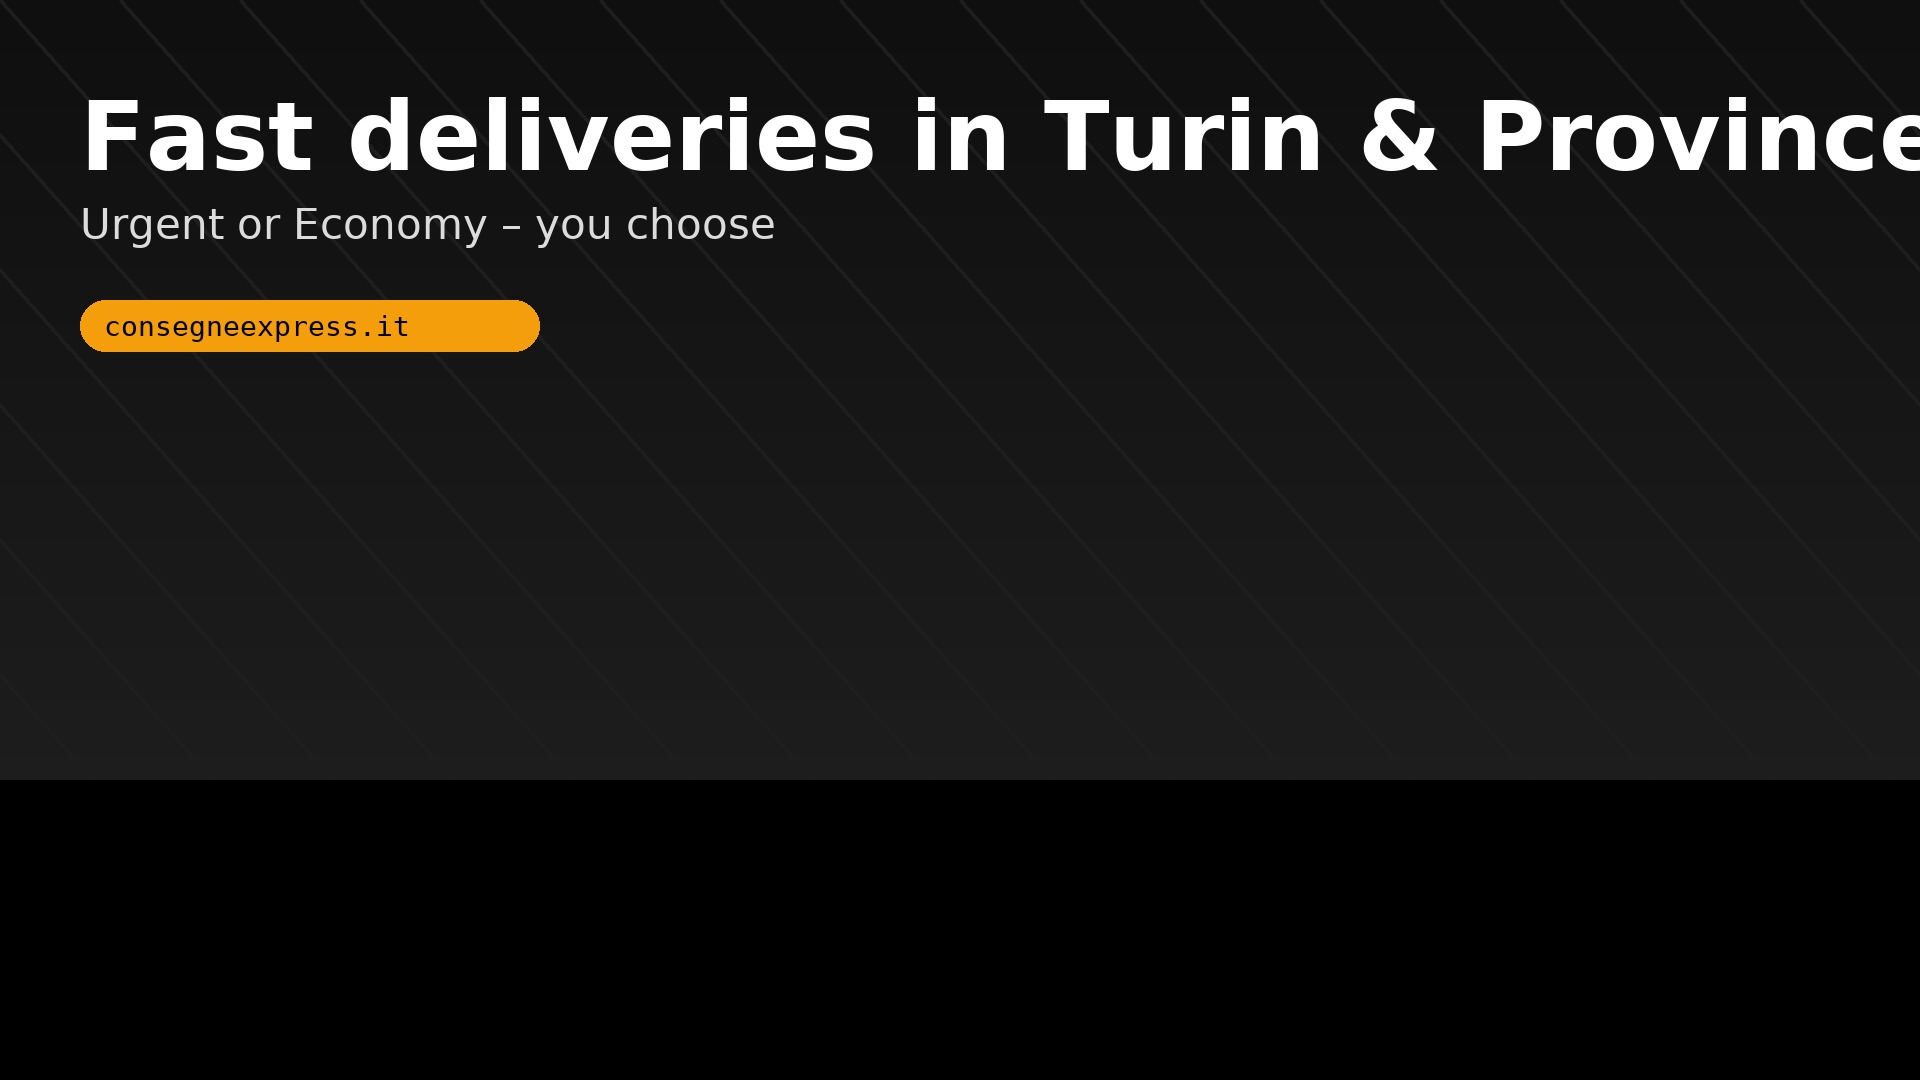 Fast deliveries in Turin & Province
Urgent or Economy – you choose
consegneexpress.it